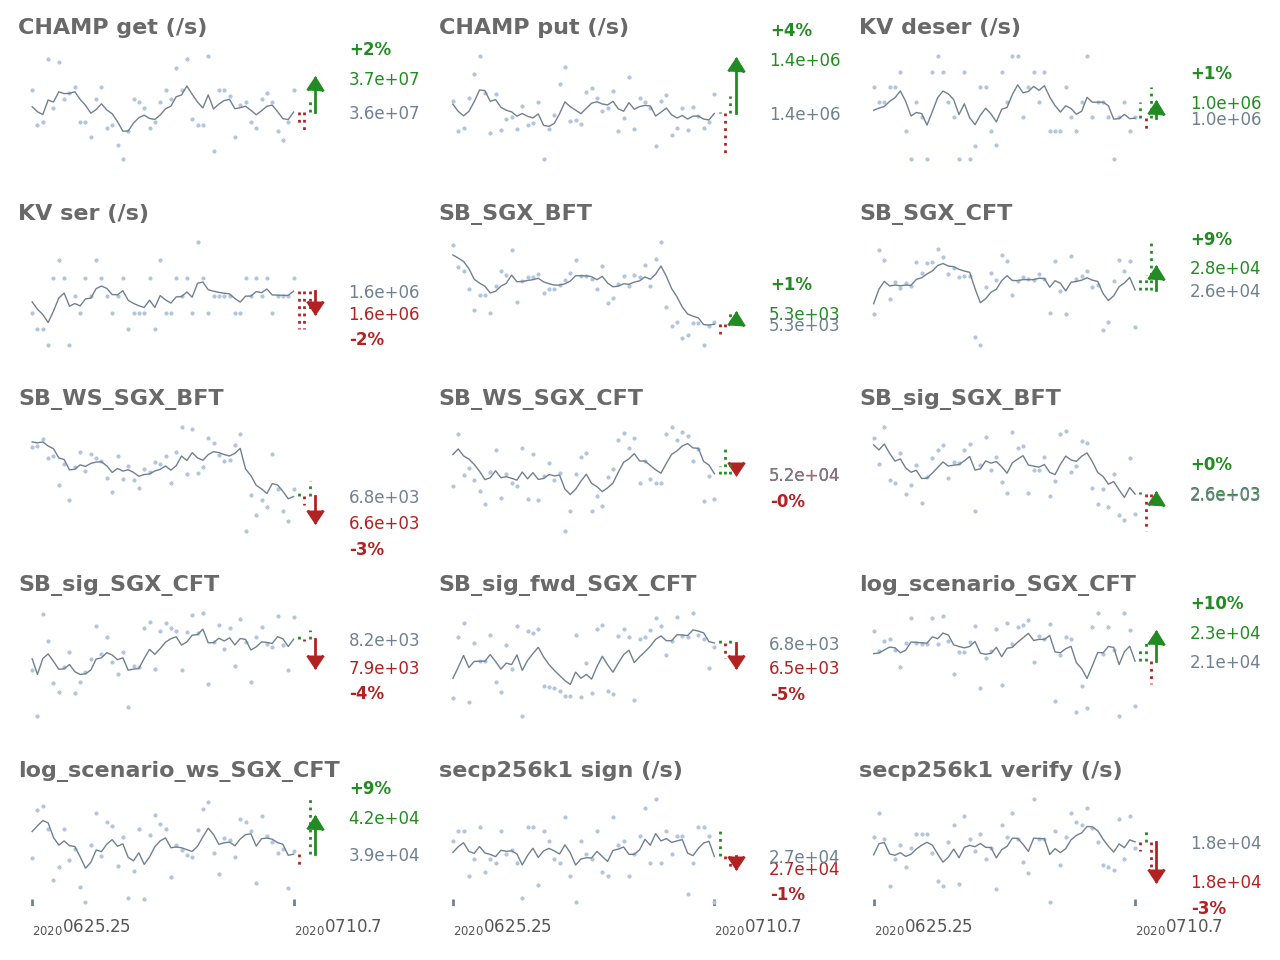 CHAMP get (/s)
+2%
3.7e+07
3.6e+07
CHAMP put (/s)
+4%
1.4e+06
1.4e+06
KV deser (/s)
+1%
1.0e+06
1.0e+06
KV ser (/s)
1.6e+06
1.6e+06
-2%
SB_SGX_BFT
+1%
5.3e+03
5.3e+03
SB_SGX_CFT
+9%
2.8e+04
2.6e+04
SB_WS_SGX_BFT
6.8e+03
6.6e+03
-3%
SB_WS_SGX_CFT
5.2e+04
-0%
SB_sig_SGX_BFT
+0%
2.6e+03
SB_sig_SGX_CFT
8.2e+03
7.9e+03
-4%
SB_sig_fwd_SGX_CFT
6.8e+03
6.5e+03
-5%
log_scenario_SGX_CFT
+10%
2.3e+04
2.1e+04
log_scenario_ws_SGX_CFT
+9%
4.2e+04
3.9e+04
20200625.25
20200710.7
secp256k1 sign (/s)
2.7e+04
2.7e+04
-1%
20200625.25
20200710.7
secp256k1 verify (/s)
1.8e+04
1.8e+04
-3%
20200625.25
20200710.7